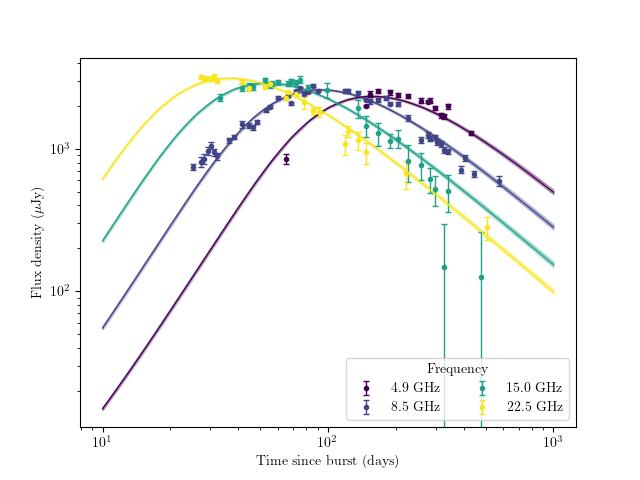 10³
10²
Flux density (μJy)
10¹ 10² 10³
Time since burst (days)
Frequency
4.9 GHz 15.0 GHz
8.5 GHz 22.5 GHz